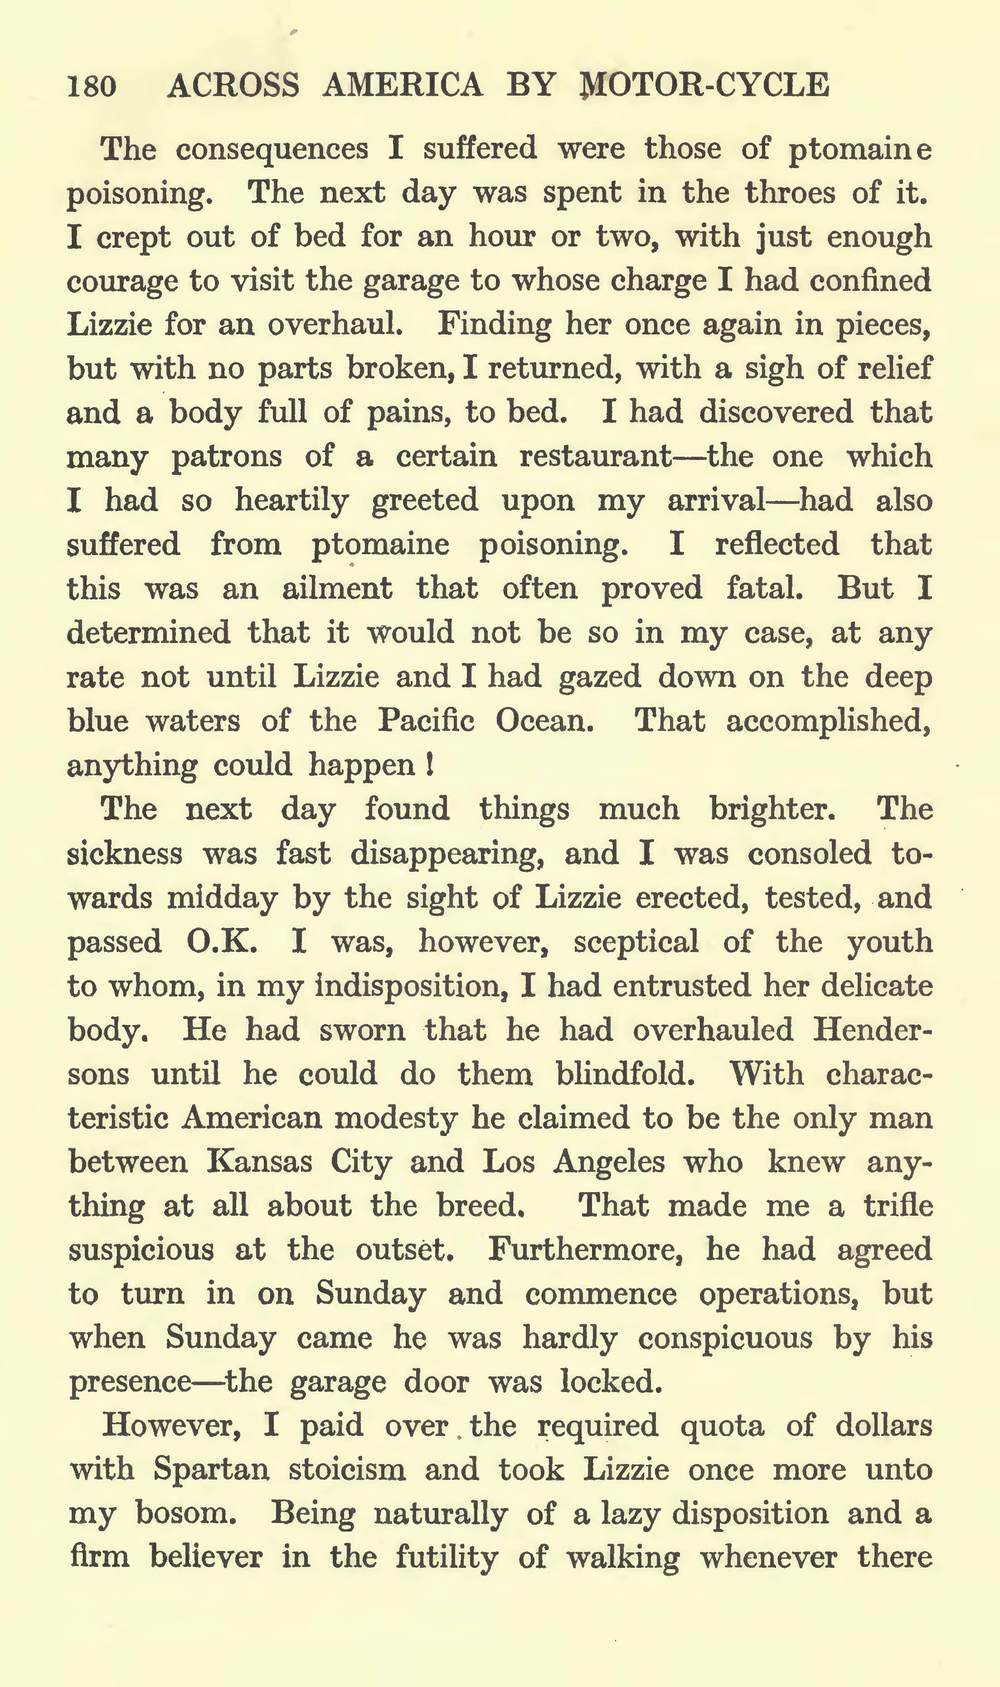 180 ACROSS AMERICA BY MOTOR-CYCLE
The consequences I suffered were those of ptomaine
poisoning. The next day was spent in the throes of it.
I crept out of bed for an hour or two, with just enough
courage to visit the garage to whose charge I had confined
Lizzie for an overhaul. Finding her once again in pieces,
but with no parts broken, I returned, with a sigh of relief
and a body full of pains, to bed. I had discovered that
many patrons of a certain restaurant—the one which
I had so heartily greeted upon my arrival—had also
suffered from ptomaine poisoning. I reflected that
this was an ailment that often proved fatal. But I
determined that it would not be so in my case, at any
rate not until Lizzie and I had gazed down on the deep
blue waters of the Pacific Ocean. That accomplished,
anything could happen !
The next day found things much brighter. The
sickness was fast disappearing, and I was consoled to-
wards midday by the sight of Lizzie erected, tested, and
passed O.K. I was, however, sceptical of the youth
to whom, in my indisposition, I had entrusted her delicate
body. He had sworn that he had overhauled Hender-
sons until he could do them blindfold. With charac-
teristic American modesty he claimed to be the only man
between Kansas City and Los Angeles who knew any-
thing at all about the breed. That made me a trifle
suspicious at the outset. Furthermore, he had agreed
to turn in on Sunday and commence operations, but
when Sunday came he was hardly conspicuous by his
presence—the garage door was locked.
However, I paid over the required quota of dollars
with Spartan stoicism and took Lizzie once more unto
my bosom. Being naturally of a lazy disposition and a
firm believer in the futility of walking whenever there